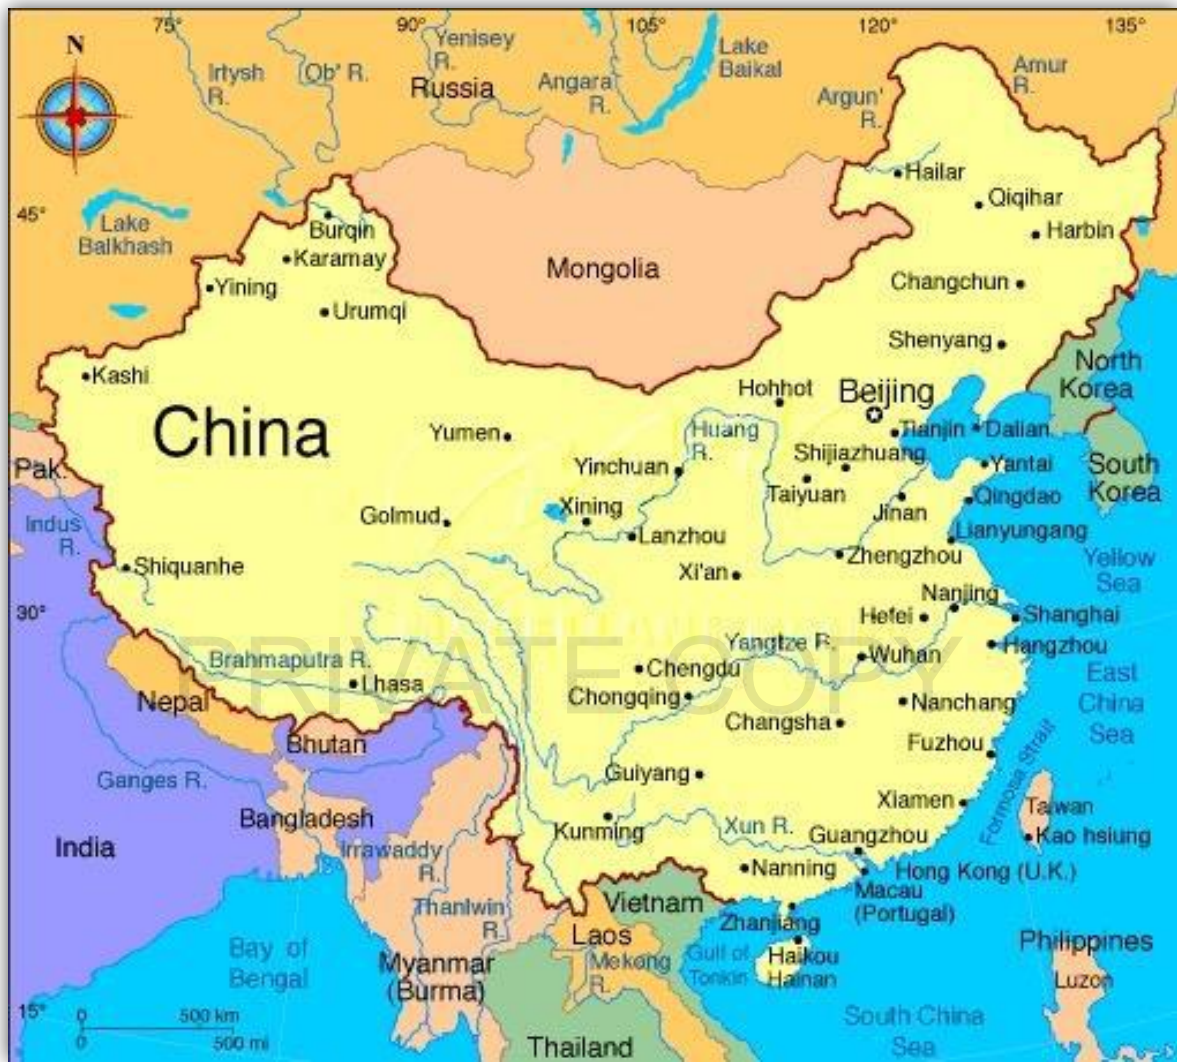 75°
90°
105°
120°
135°
N
Irtysh
R.
Ob' R.
Yenisey
R.
Russia
Angara
R.
Lake
Baikal
Argun'
R.
Amur
R.
45°
Lake
Balkhash
Burqin
Karamay
Yining
Urumqi
Kashi
Mongolia
Hailar
Qiqihar
Harbin
Changchun
Shenyang
North
Korea
South
Korea
China
Hohhot
Beijing
Tianjin
Dalian
Yumen
Huang
R.
Shijiazhuang
Yantai
Yinchuan
Taiyuan
Pak.
Qingdao
Xining
Golmud
Jinan
Lanzhou
Lianyungang
Indus
R.
Zhengzhou
Yellow
Sea
Shiquanhe
Xi'an
Nanjing
30°
Hefei
Shanghai
PRIVATE COPY
Yangtze R.
Hangzhou
Brahmaputra R.
Chengdu
Wuhan
Lhasa
Chongqing
Nanchang
East
China
Sea
Nepal
Changsha
Bhutan
Fuzhou
Formosa Strait
Ganges R.
Guiyang
Xiamen
Taiwan
Bangladesh
Kunming
Xun R.
Guangzhou
Kao hsiung
India
Irrawaddy
R.
Nanning
Hong Kong (U.K.)
Macau
(Portugal)
Vietnam
Thanlwin
R.
Zhanjiang
Laos
Bay of
Bengal
Mekong
R.
Gulf of
Tonkin
Haikou
Hainan
Philippines
Luzon
Myanmar
(Burma)
15°
0 500 km
0 500 mi
South China
Sea
Thailand